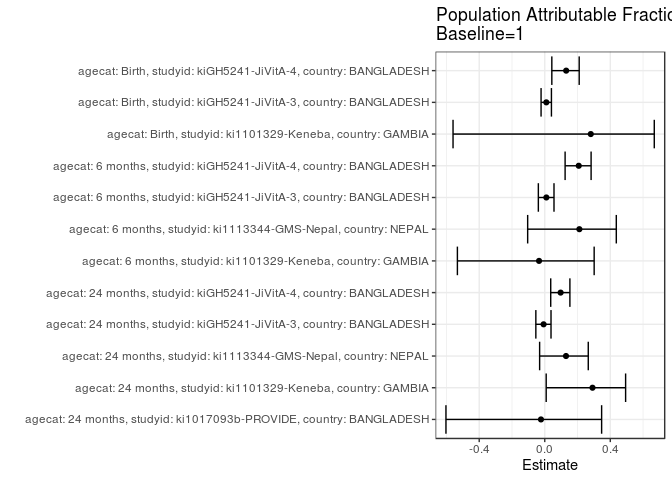 Population Attributable Fractio
Baseline=1
agecat: Birth, studyid: kiGH5241-JiVitA-4, country: BANGLADESH
agecat: Birth, studyid: kiGH5241-JiVitA-3, country: BANGLADESH
agecat: Birth, studyid: ki1101329-Keneba, country: GAMBIA
agecat: 6 months, studyid: kiGH5241-JiVitA-4, country: BANGLADESH
agecat: 6 months, studyid: kiGH5241-JiVitA-3, country: BANGLADESH
agecat: 6 months, studyid: ki1113344-GMS-Nepal, country: NEPAL
agecat: 6 months, studyid: ki1101329-Keneba, country: GAMBIA
agecat: 24 months, studyid: kiGH5241-JiVitA-4, country: BANGLADESH
agecat: 24 months, studyid: kiGH5241-JiVitA-3, country: BANGLADESH
agecat: 24 months, studyid: ki1113344-GMS-Nepal, country: NEPAL
agecat: 24 months, studyid: ki1101329-Keneba, country: GAMBIA
agecat: 24 months, studyid: ki1017093b-PROVIDE, country: BANGLADESH
-0.4 0.0 0.4
Estimate